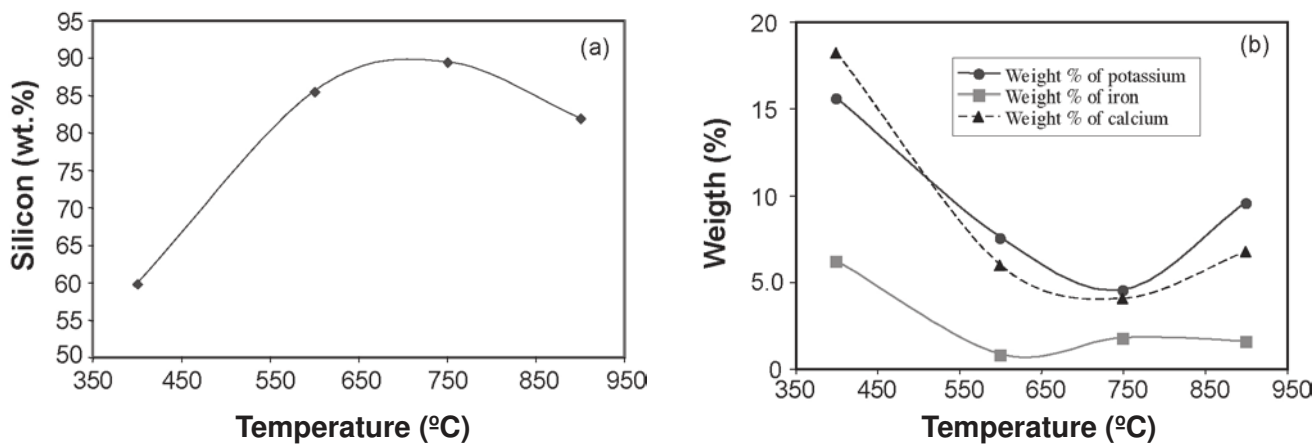 (a)
Silicon (wt.%)
95
90
85
80
75
70
65
60
55
50
350 450 550 650 750 850 950
Temperature (ºC)
(b)
Weigth (%)
20
15
10
5.0
0
Weight % of potassium
Weight % of iron
Weight % of calcium
350 450 550 650 750 850 950
Temperature (ºC)